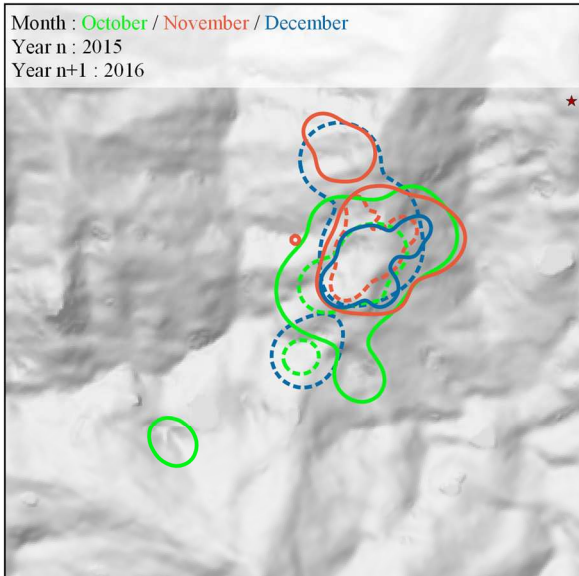 Month : October / November / December
Year n : 2015
Year n+1 : 2016